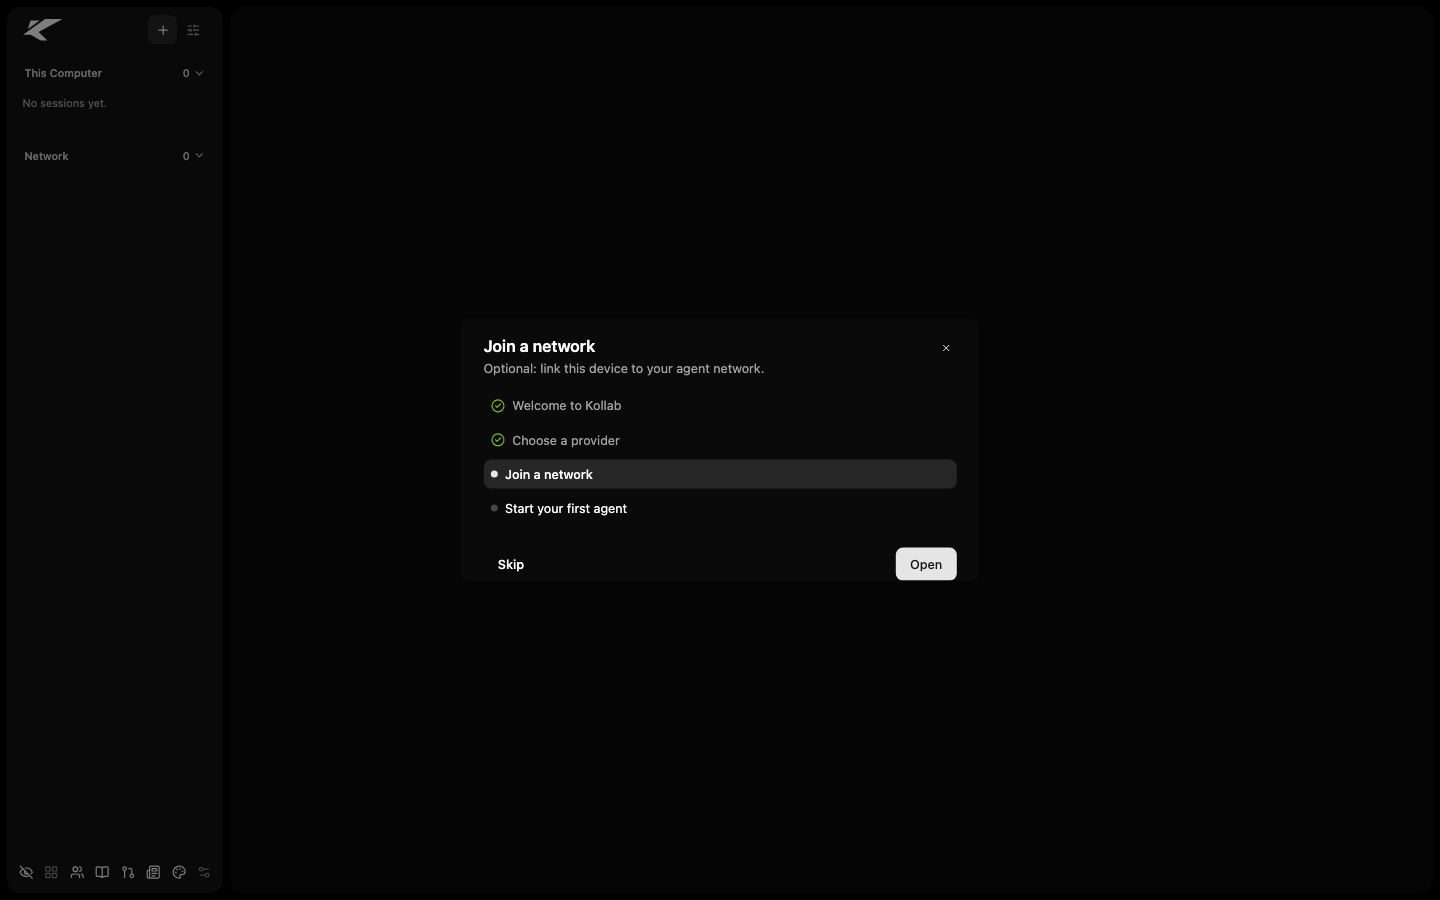 This Computer 0
No sessions yet.
Network 0
Join a network
Optional: link this device to your agent network.
Welcome to Kollab
Choose a provider
Join a network
Start your first agent
Skip Open